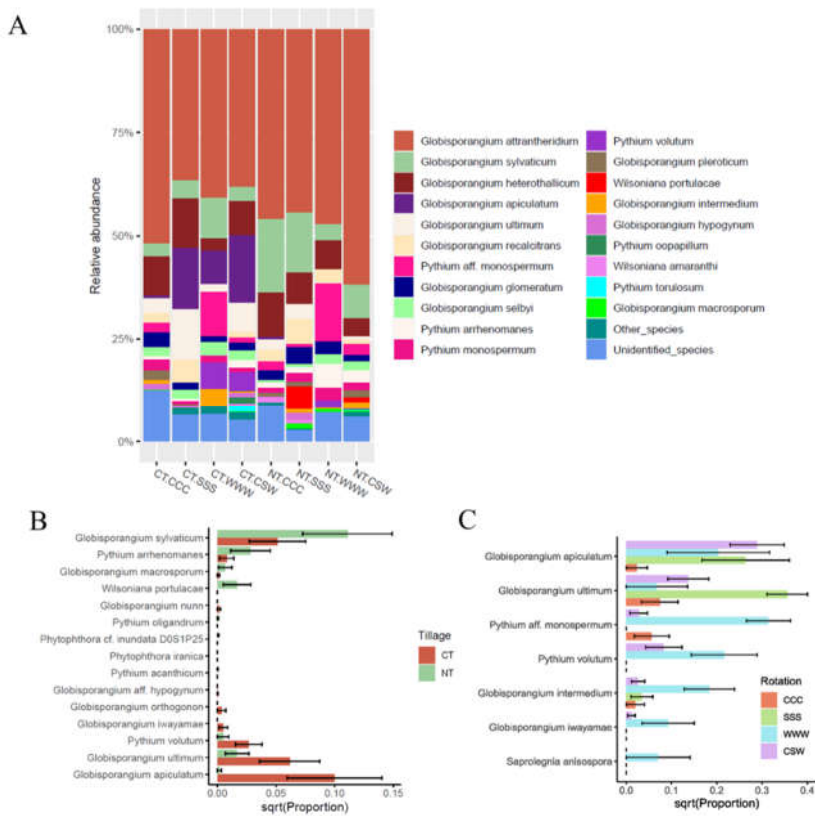 A
100%
75%
50%
25%
0%
Relative abundance
CT.CCC
CT.SSS
CT.WWW
CT.CSW
NT.CCC
NT.SSS
NT.WWW
NT.CSW
Globisporangium attrantheridium
Globisporangium sylvaticum
Globisporangium heterothallicum
Globisporangium apiculatum
Globisporangium ultimum
Globisporangium recalcitrans
Pythium aff. monospermum
Globisporangium glomeratum
Globisporangium selbyi
Pythium arrhenomanes
Pythium monospermum
Pythium volutum
Globisporangium pleroticum
Wilsoniana portulacae
Globisporangium intermedium
Globisporangium hypogynum
Pythium oopapillum
Wilsoniana amaranthi
Pythium torulosum
Globisporangium macrosporum
Other_species
Unidentified_species
B
Globisporangium sylvaticum
Pythium arrhenomanes
Globisporangium macrosporum
Wilsoniana portulacae
Globisporangium nunn
Pythium oligandrum
Phytophthora cf. inundata D0S1P25
Phytophthora iranica
Pythium acanthicum
Globisporangium aff. hypogynum
Globisporangium orthogonon
Globisporangium iwayamae
Pythium volutum
Globisporangium ultimum
Globisporangium apiculatum
0.00
0.05
0.10
0.15
sqrt(Proportion)
Tillage
CT
NT
C
Globisporangium apiculatum
Globisporangium ultimum
Pythium aff. monospermum
Pythium volutum
Globisporangium intermedium
Globisporangium iwayamae
Saprolegnia anisospora
0.0
0.1
0.2
0.3
0.4
sqrt(Proportion)
Rotation
CCC
SSS
WWW
CSW